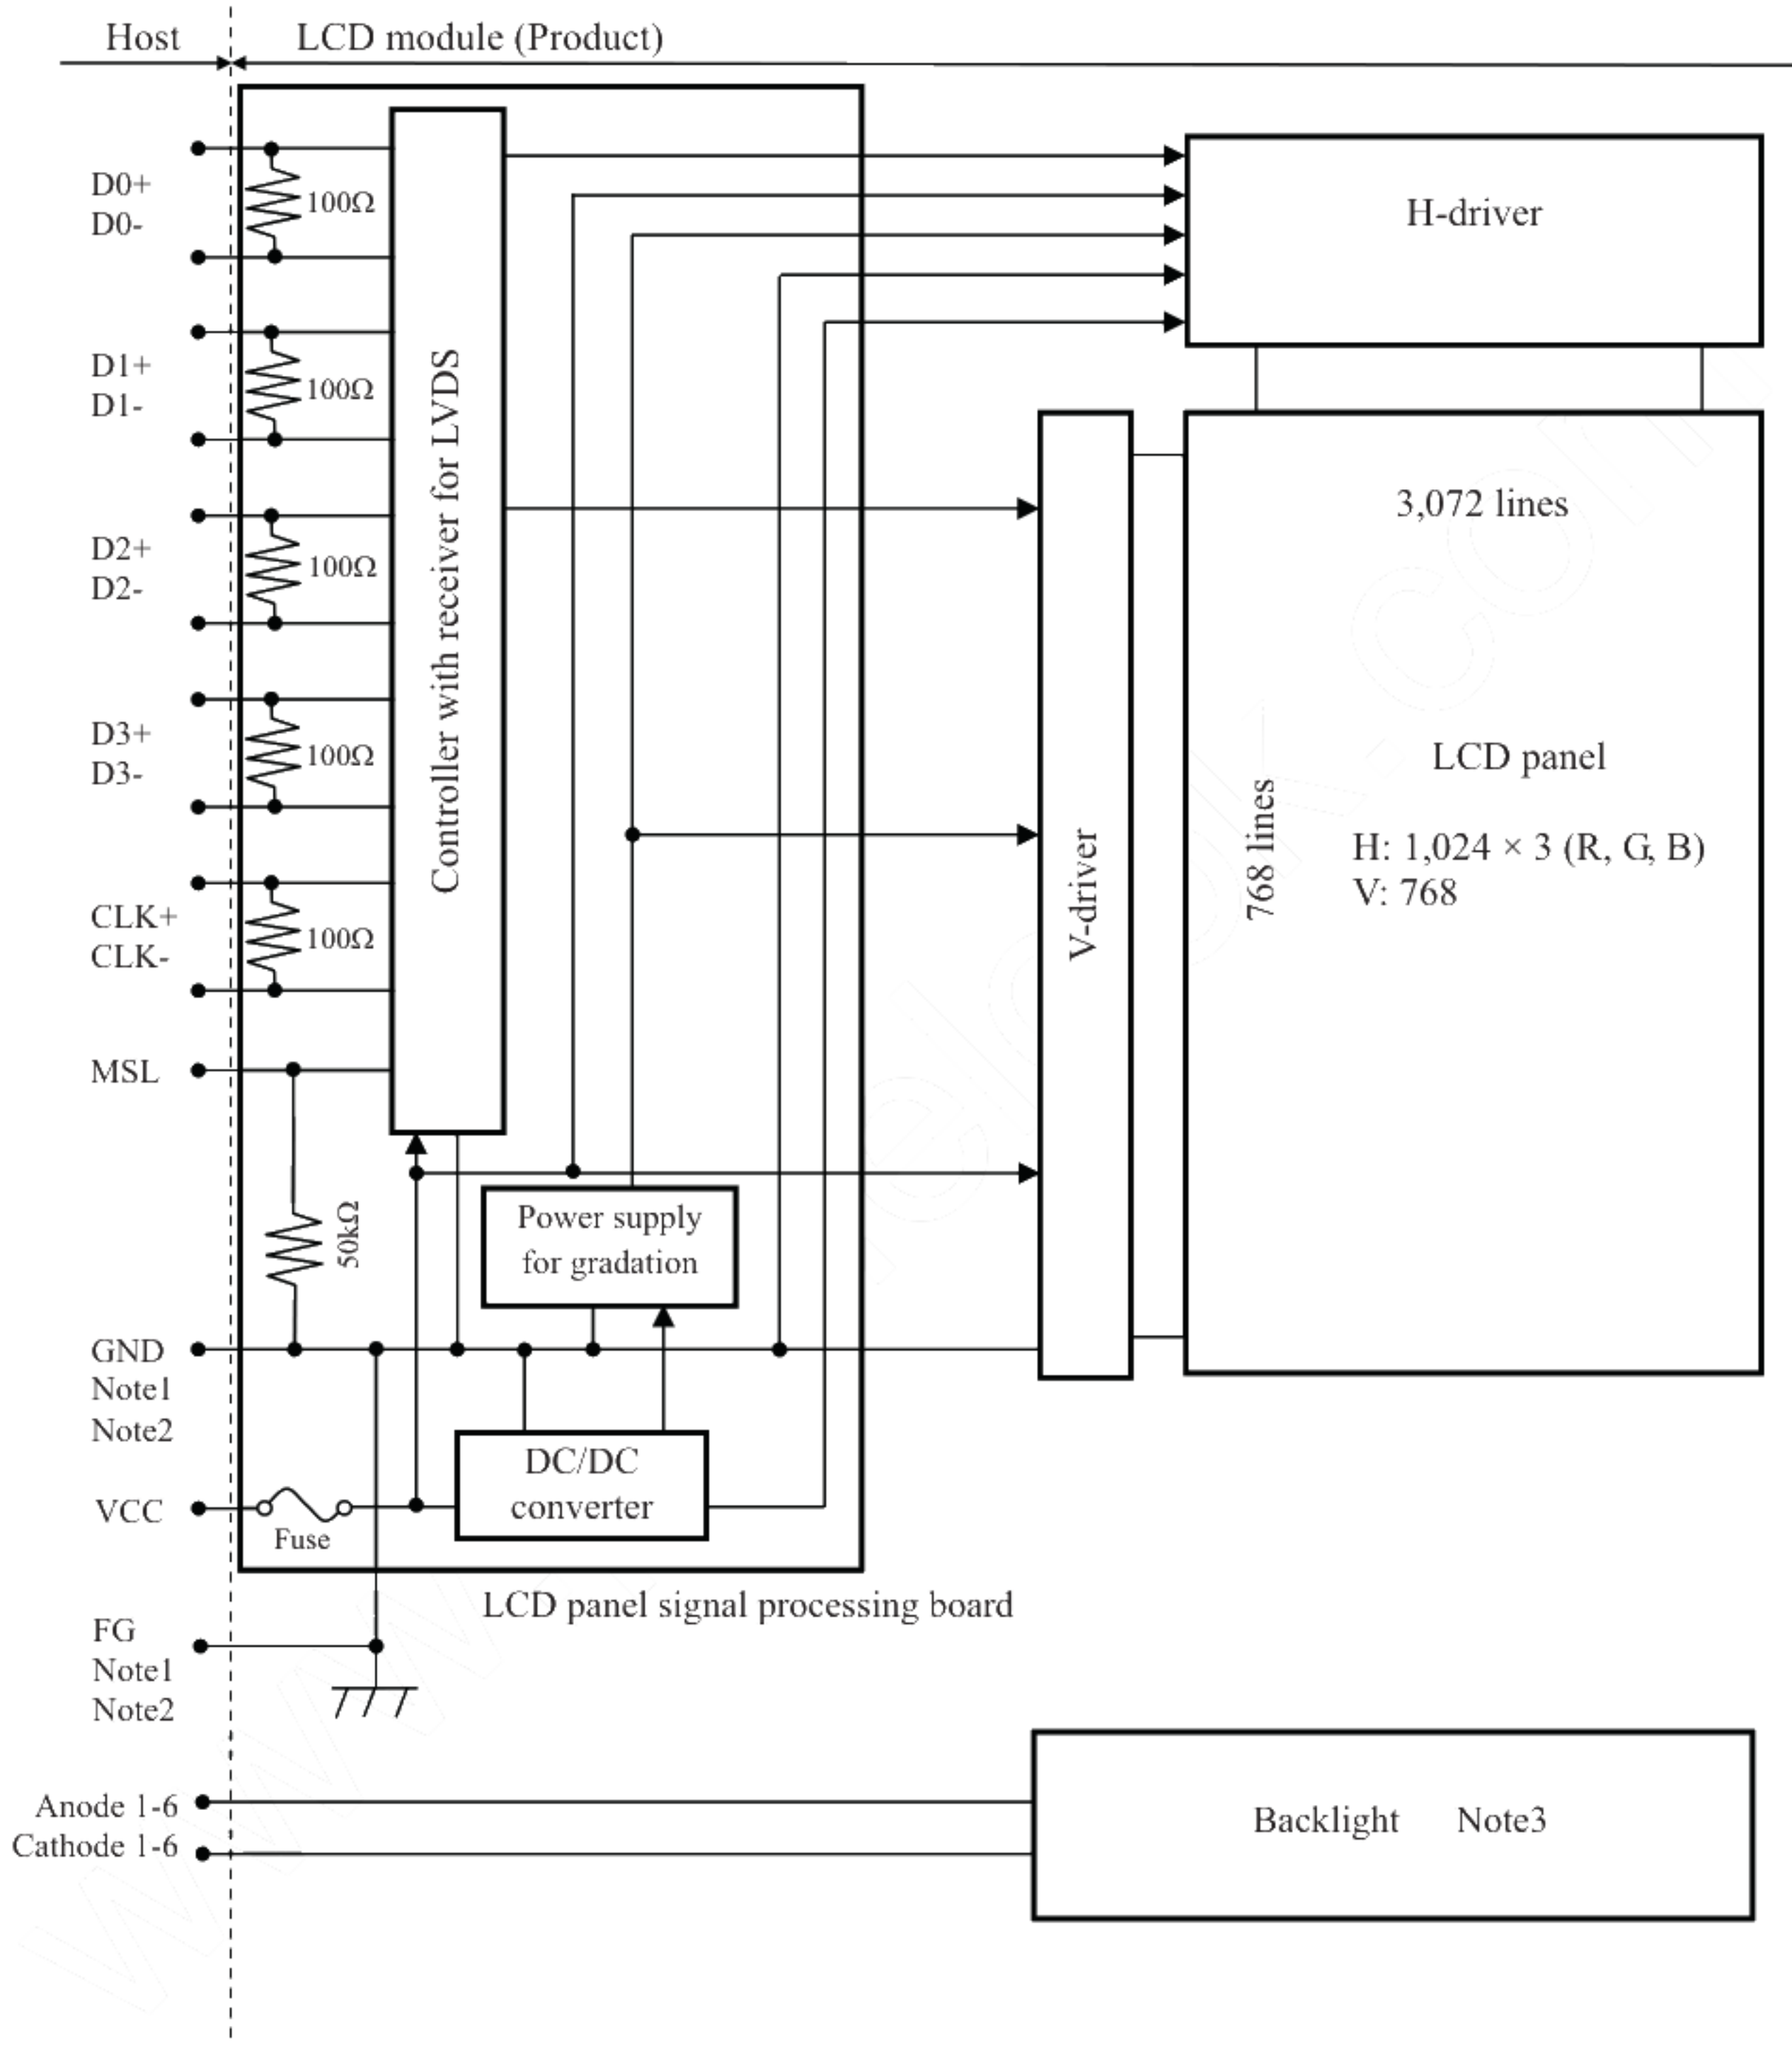 Host
LCD module (Product)
D0+
D0-
100Ω
D1+
D1-
100Ω
D2+
D2-
100Ω
D3+
D3-
100Ω
CLK+
CLK-
100Ω
MSL
50kΩ
GND
Note1
Note2
VCC
Fuse
FG
Note1
Note2
Anode 1-6
Cathode 1-6
Controller with receiver for LVDS
Power supply
for gradation
DC/DC
converter
LCD panel signal processing board
H-driver
V-driver
3,072 lines
768 lines
LCD panel
H: 1,024 × 3 (R, G, B)
V: 768
Backlight Note3